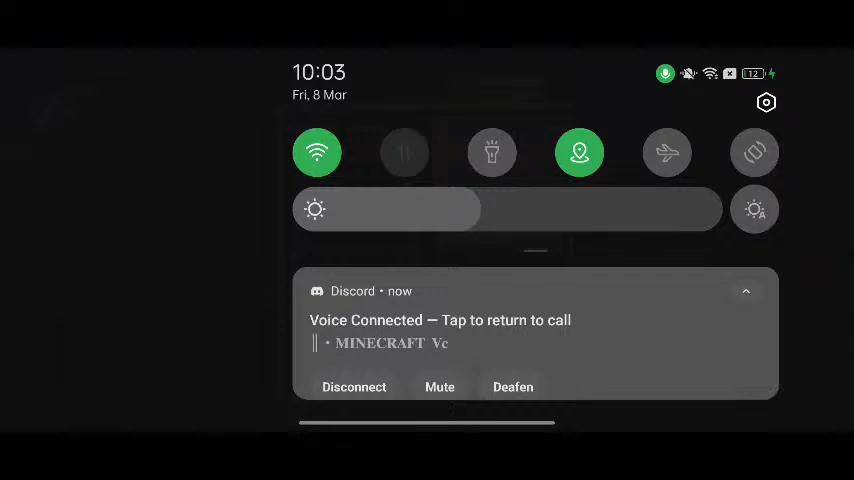 10:03
Fri, 8 Mar
12
A
Discord • now
Voice Connected — Tap to return to call
║ • MINECRAFT Vc
Disconnect Mute Deafen